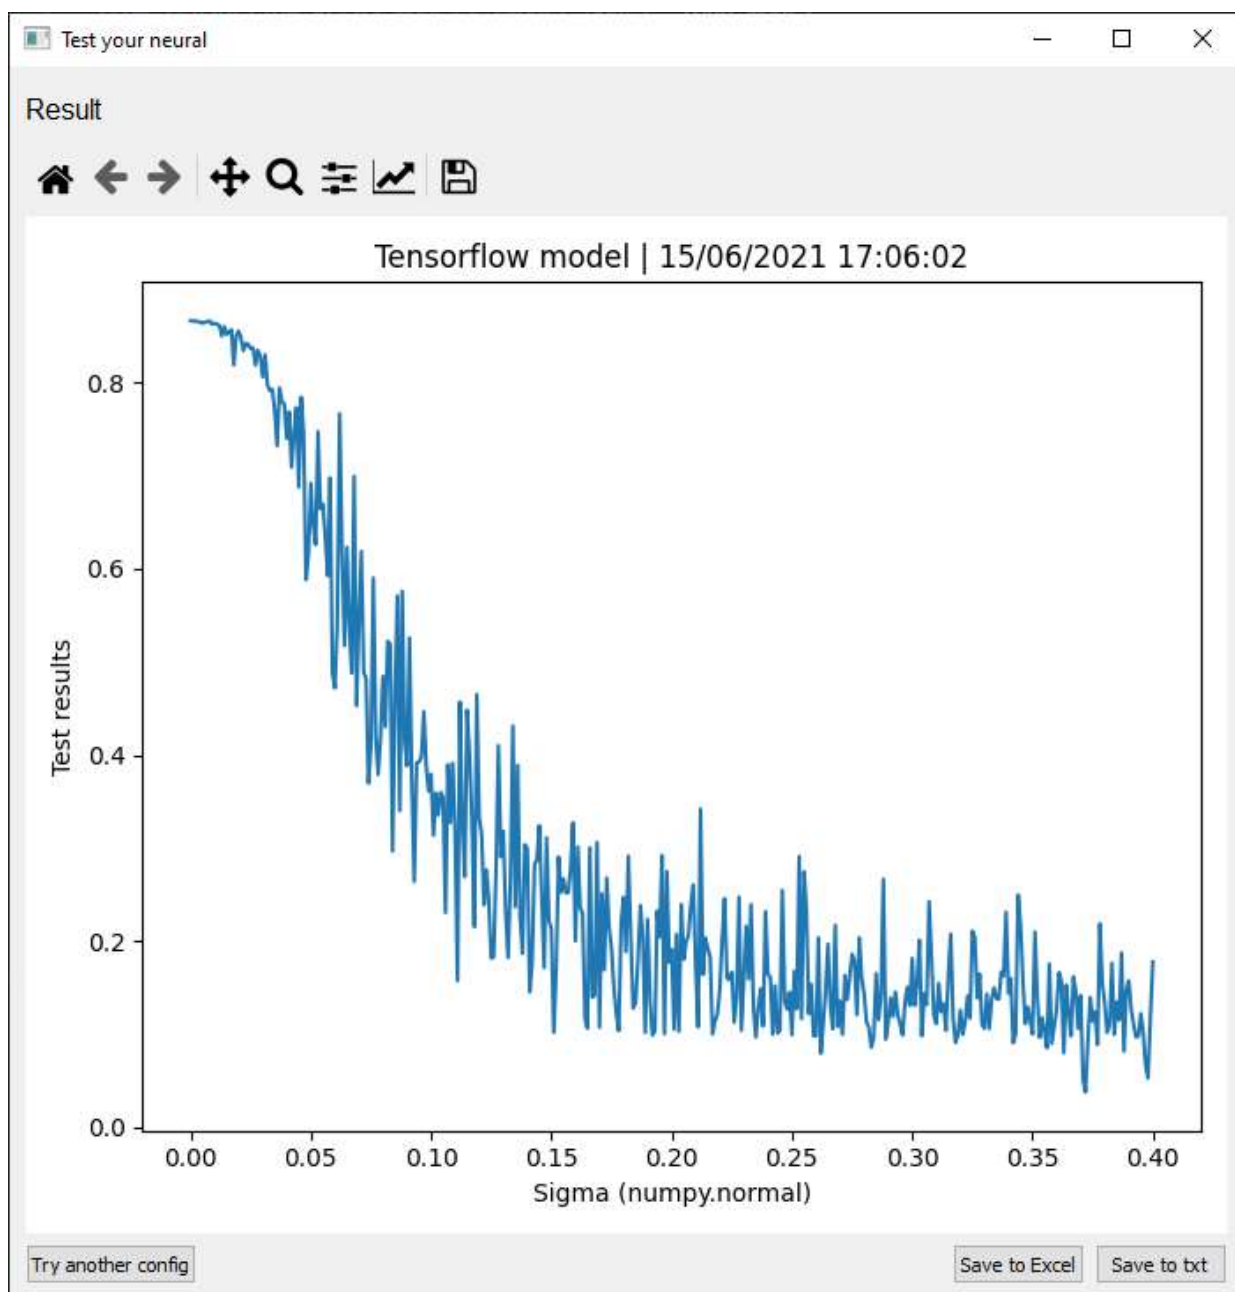 Test your neural
Result
Tensorflow model | 15/06/2021 17:06:02
0.8
0.6
0.4
0.2
0.0
Test results
0.00 0.05 0.10 0.15 0.20 0.25 0.30 0.35 0.40
Sigma (numpy.normal)
Try another config Save to Excel Save to txt